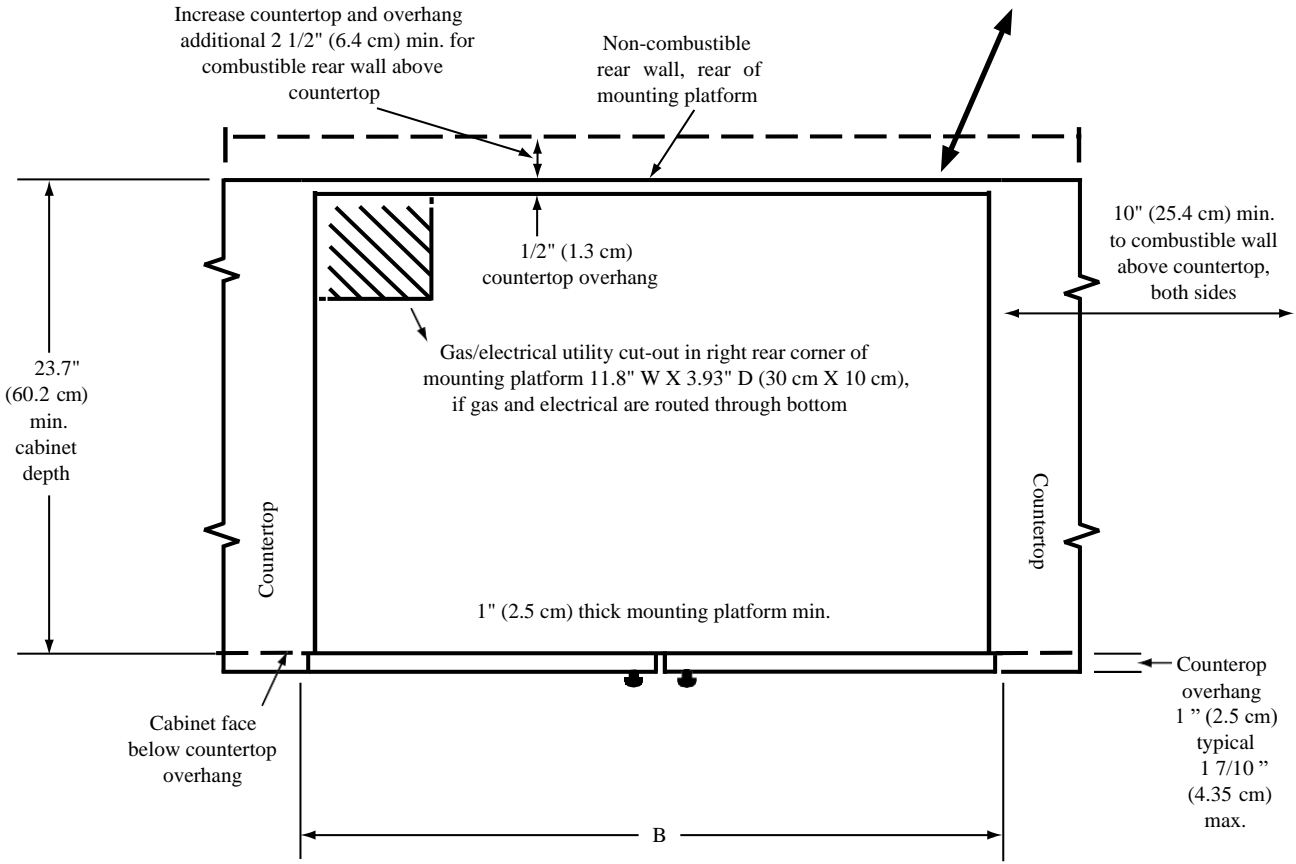 Increase countertop and overhang
additional 2 1/2" (6.4 cm) min. for
combustible rear wall above
countertop
Non-combustible
rear wall, rear of
mounting platform
10" (25.4 cm) min.
to combustible wall
above countertop,
both sides
1/2" (1.3 cm)
countertop overhang
Gas/electrical utility cut-out in right rear corner of
mounting platform 11.8" W X 3.93" D (30 cm X 10 cm),
if gas and electrical are routed through bottom
23.7"
(60.2 cm)
min.
cabinet
depth
Countertop
Countertop
1" (2.5 cm) thick mounting platform min.
Cabinet face
below countertop
overhang
Counterop
overhang
1 ” (2.5 cm)
typical
1 7/10 ”
(4.35 cm)
max.
B